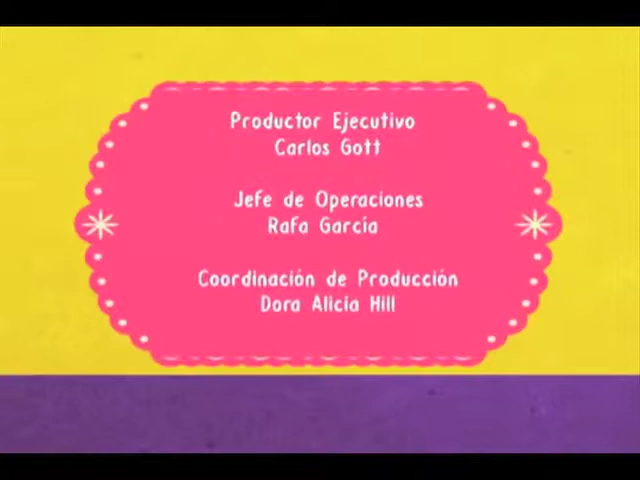 Productor Ejecutivo
Carlos Gott
Jefe de Operaciones
Rafa García
Coordinación de Producción
Dora Alicia Hill